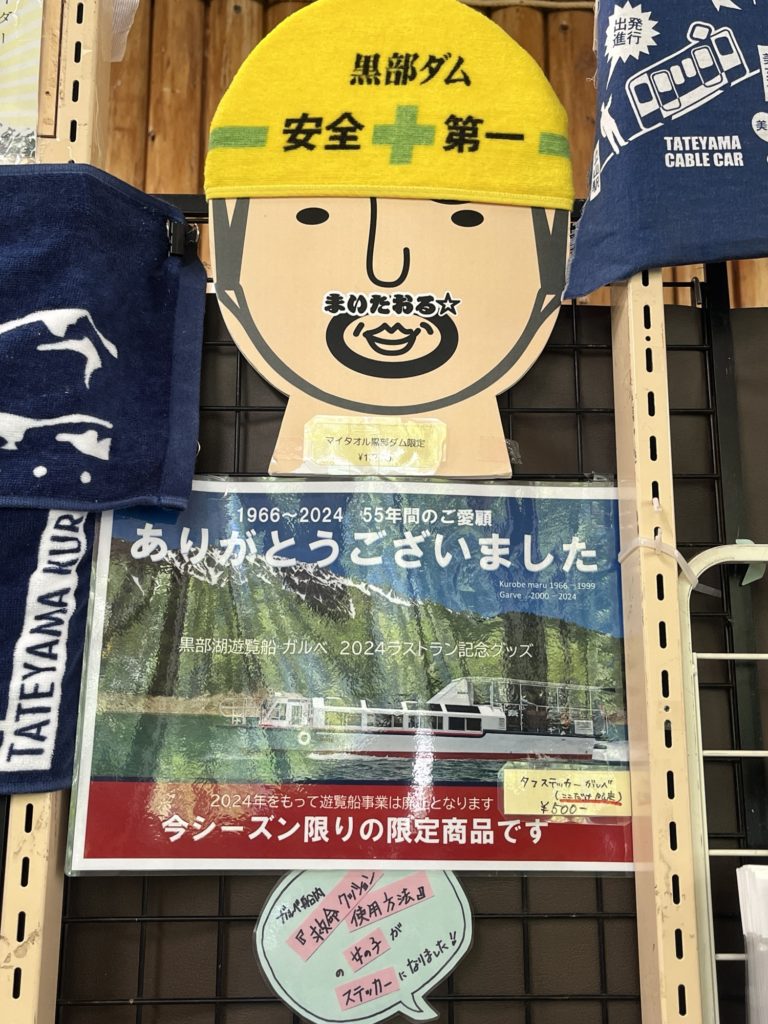 黒部ダム
安全 第一
まいたおる☆
マイタオル黒部ダム限定
出発
進行
TATEYAMA
CABLE CAR
TATEYAMA KUR
1966～2024 55年間のご愛顧
ありがとうございました
Kurobe maru 1966－1999
Garve 2000－2024
黒部湖遊覧船 ガルベ 2024ラストラン記念グッズ
タフステッカー ガルベ
(ここだけ限定)
¥500-
2024年をもって遊覧船事業は廃止となります
今シーズン限りの限定商品です
ガルベ船内
『救命クッション
使用方法』
の 女の子が
ステッカーになりました!!